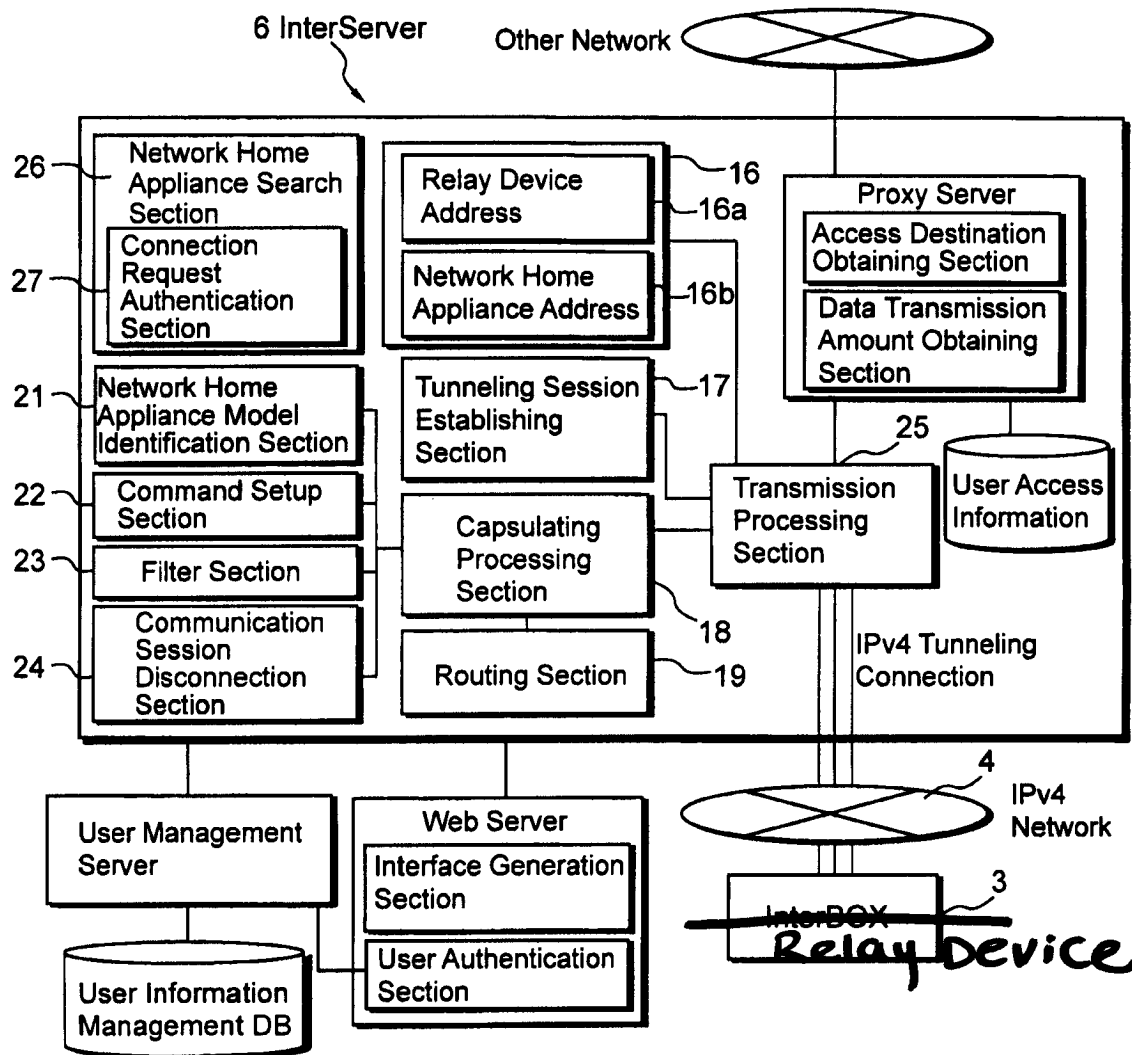 6 InterServer
Other Network
26
Network Home
Appliance Search
Section
27
Connection
Request
Authentication
Section
16
Relay Device
Address
16a
Network Home
Appliance Address
16b
Proxy Server
Access Destination
Obtaining Section
Data Transmission
Amount Obtaining
Section
21
Network Home
Appliance Model
Identification Section
Tunneling Session
Establishing
Section
17
25
Transmission
Processing
Section
User Access
Information
22
Command Setup
Section
23
Filter Section
Capsulating
Processing
Section
18
24
Communication
Session
Disconnection
Section
Routing Section
19
IPv4 Tunneling
Connection
4
IPv4
Network
User Management
Server
Web Server
Interface Generation
Section
User Authentication
Section
User Information
Management DB
3
InterBOX
Relay Device